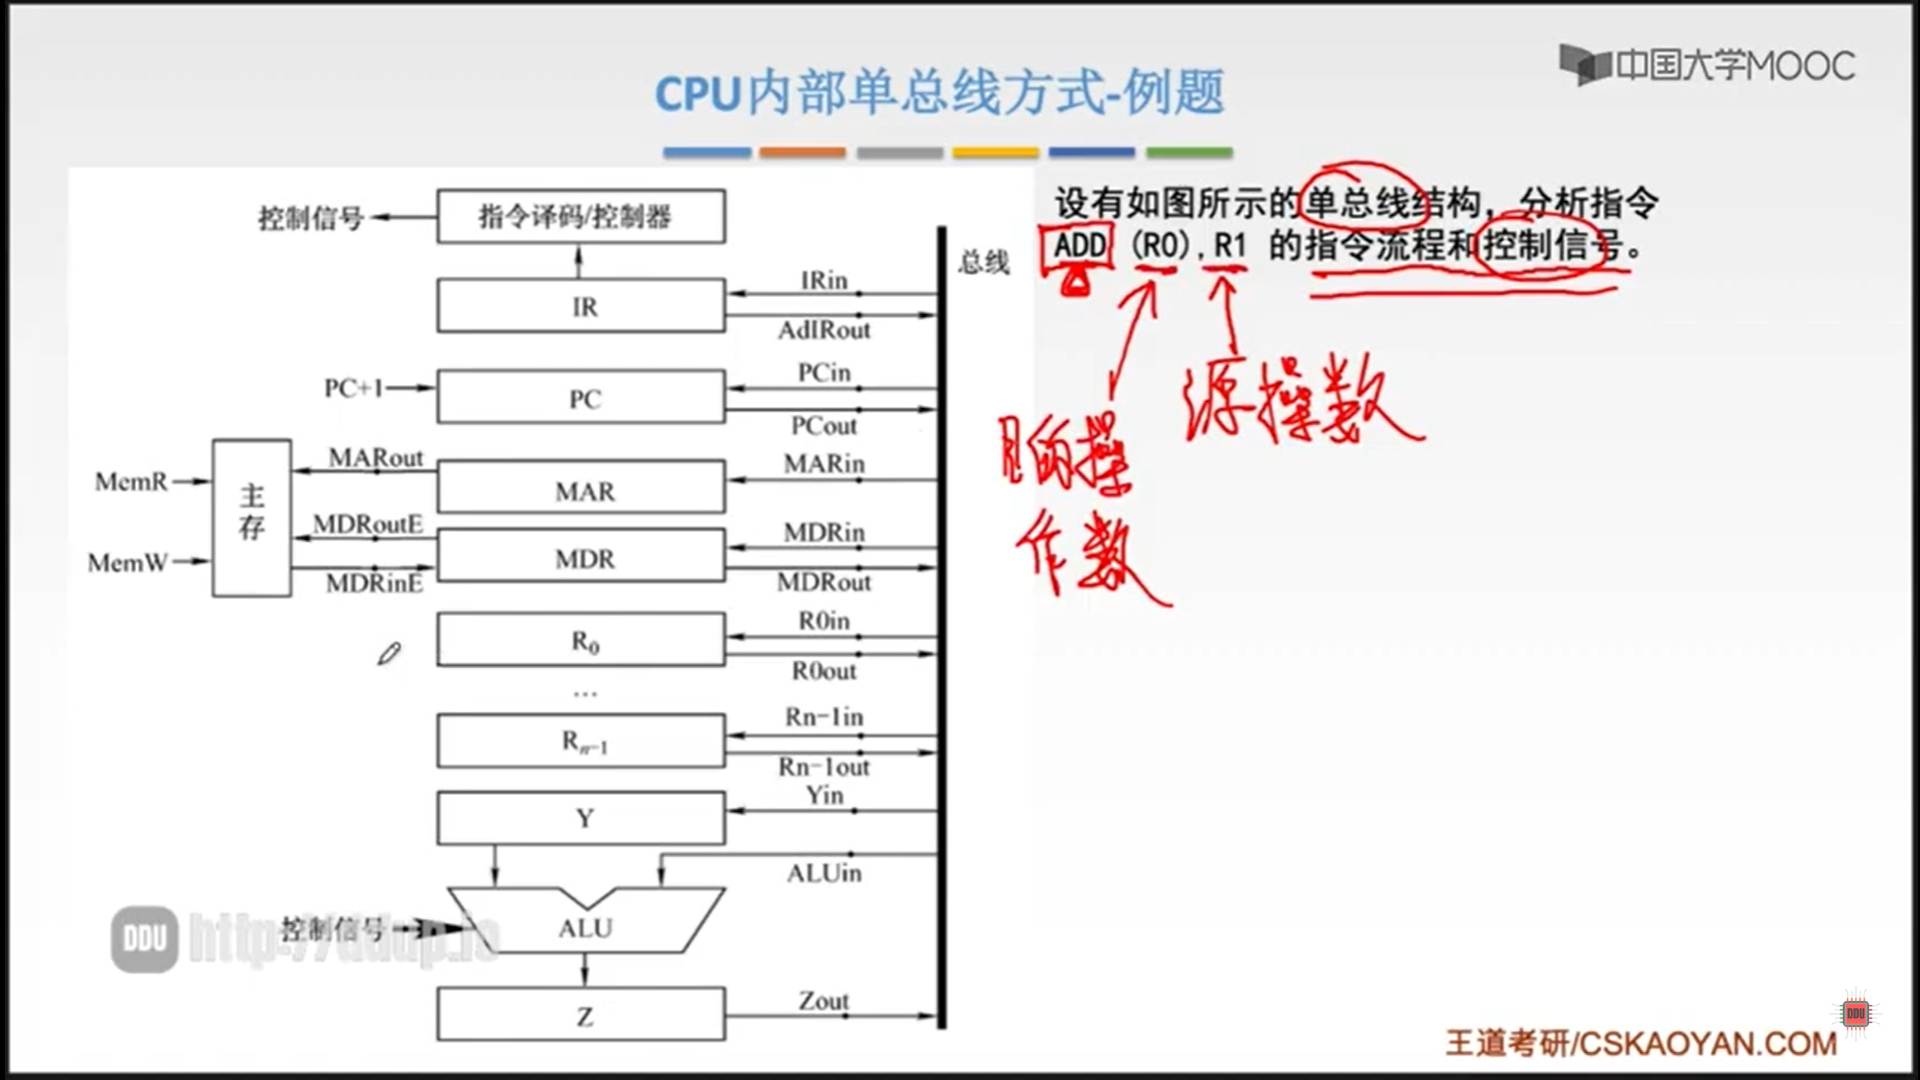 中国大学MOOC
CPU内部单总线方式-例题
设有如图所示的单总线结构，分析指令
ADD (R0),R1 的指令流程和控制信号。
源操数
目的操
作数
控制信号
指令译码/控制器
总线
IRin
IR
AdIRout
PC+1
PCin
PC
PCout
MARout
MARin
MemR
主
存
MAR
MDRoutE
MDRin
MemW
MDR
MDRinE
MDRout
R0in
R0
R0out
...
Rn-1in
Rn-1
Rn-1out
Yin
Y
ALUin
控制信号
ALU
DDU http://ddup.io
Zout
Z
DDU
王道考研/CSKAOYAN.COM